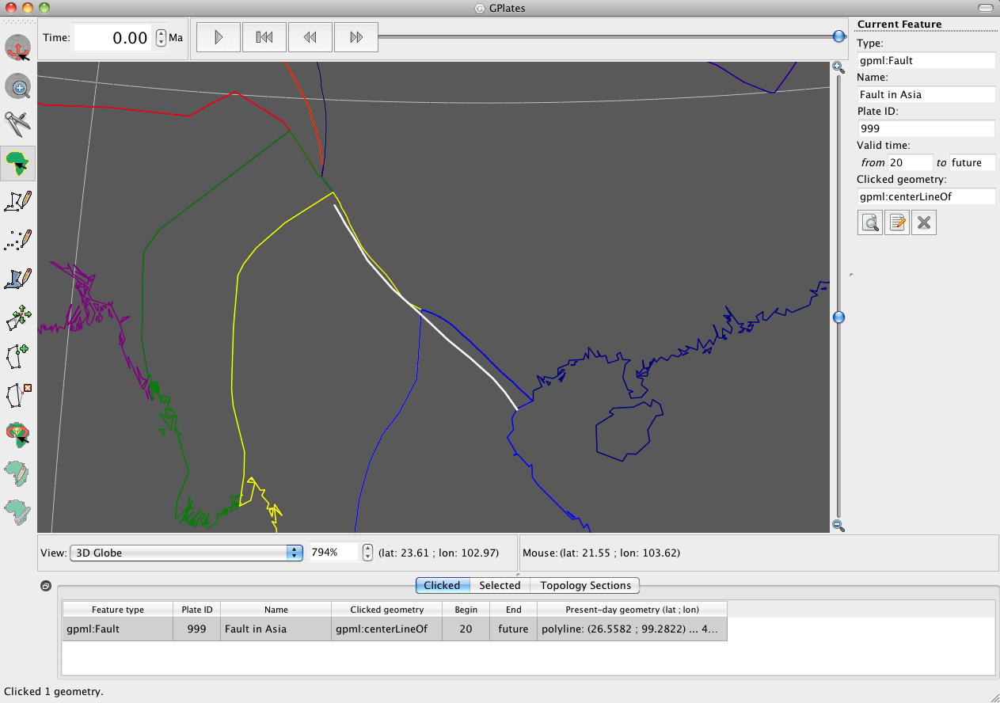 GPlates
Time: 0.00 Ma
Current Feature
Type:
gpml:Fault
Name:
Fault in Asia
Plate ID:
999
Valid time:
from 20 to future
Clicked geometry:
gpml:centerLineOf
View: 3D Globe 794% (lat: 23.61 ; lon: 102.97) Mouse: (lat: 21.55 ; lon: 103.62)
Clicked Selected Topology Sections
Feature type Plate ID Name Clicked geometry Begin End Present-day geometry (lat ; lon)
gpml:Fault 999 Fault in Asia gpml:centerLineOf 20 future polyline: (26.5582 ; 99.2822) ... 4...
Clicked 1 geometry.